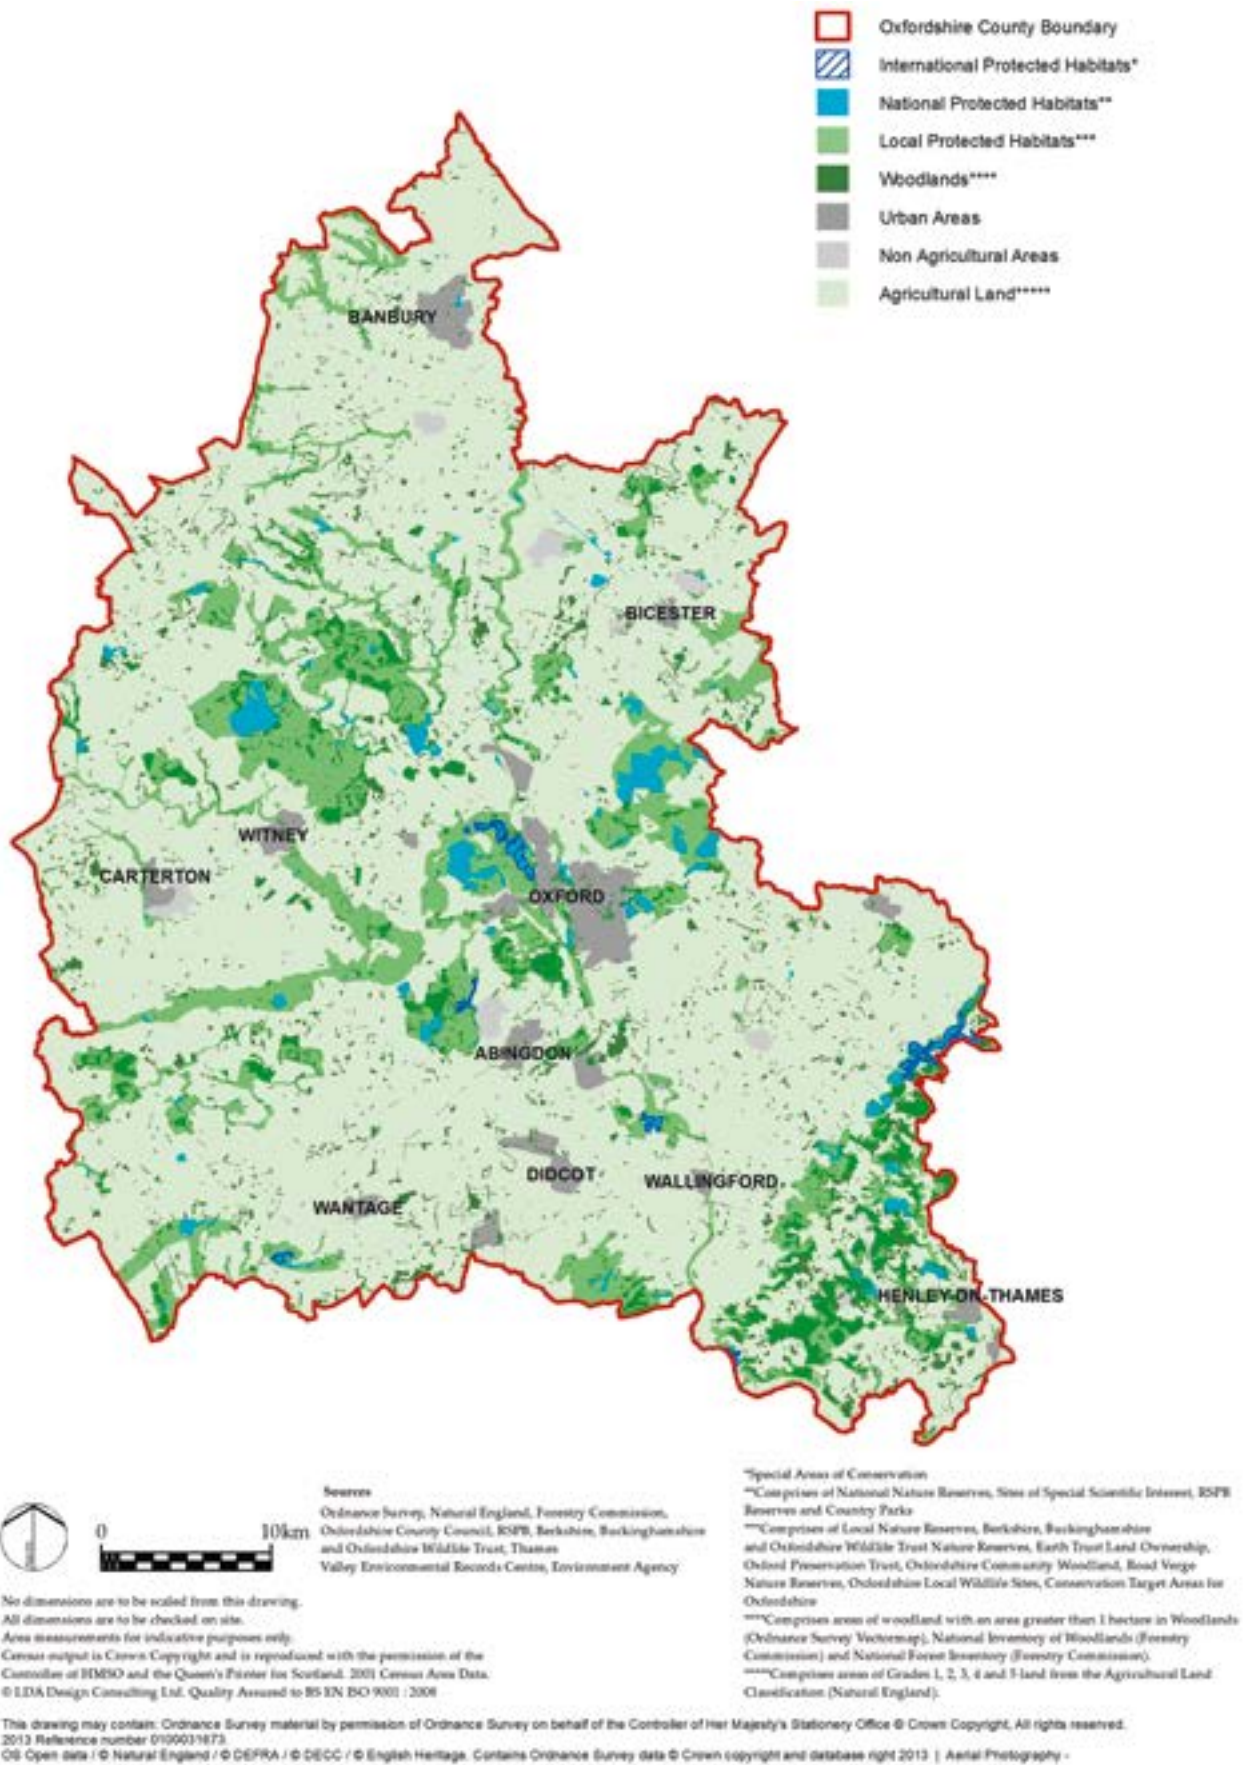 Oxfordshire County Boundary
International Protected Habitats*
National Protected Habitats**
Local Protected Habitats***
Woodlands****
Urban Areas
Non Agricultural Areas
Agricultural Land*****
BANBURY
BICESTER
WITNEY
CARTERTON
OXFORD
ABINGDON
DIDCOT
WALLINGFORD
WANTAGE
HENLEY-ON-THAMES
0 10km
Sources
Ordnance Survey, Natural England, Forestry Commission,
Oxfordshire County Council, RSPB, Berkshire, Buckinghamshire
and Oxfordshire Wildlife Trust, Thames
Valley Environmental Records Centre, Environment Agency
No dimensions are to be scaled from this drawing.
All dimensions are to be checked on site.
Area measurements for indicative purposes only.
Census output is Crown Copyright and is reproduced with the permission of the
Controller of HMSO and the Queen's Printer for Scotland. 2001 Census Area Data.
© LDA Design Consulting Ltd. Quality Assured to BS EN ISO 9001 : 2008
*Special Areas of Conservation
**Comprises of National Nature Reserves, Sites of Special Scientific Interest, RSPB
Reserves and Country Parks
***Comprises of Local Nature Reserves, Berkshire, Buckinghamshire
and Oxfordshire Wildlife Trust Nature Reserves, Earth Trust Land Ownership,
Oxford Preservation Trust, Oxfordshire Community Woodland, Road Verge
Nature Reserves, Oxfordshire Local Wildlife Sites, Conservation Target Areas for
Oxfordshire
****Comprises areas of woodland with an area greater than 1 hectare in Woodlands
(Ordnance Survey Vectormap), National Inventory of Woodlands (Forestry
Commission) and National Forest Inventory (Forestry Commission).
*****Comprises areas of Grades 1, 2, 3, 4 and 5 land from the Agricultural Land
Classification (Natural England).
This drawing may contain: Ordnance Survey material by permission of Ordnance Survey on behalf of the Controller of Her Majesty's Stationery Office © Crown Copyright, All rights reserved.
2013 Reference number 0100031673.
OS Open data / © Natural England / © DEFRA / © DECC / © English Heritage. Contains Ordnance Survey data © Crown copyright and database right 2013 | Aerial Photography -